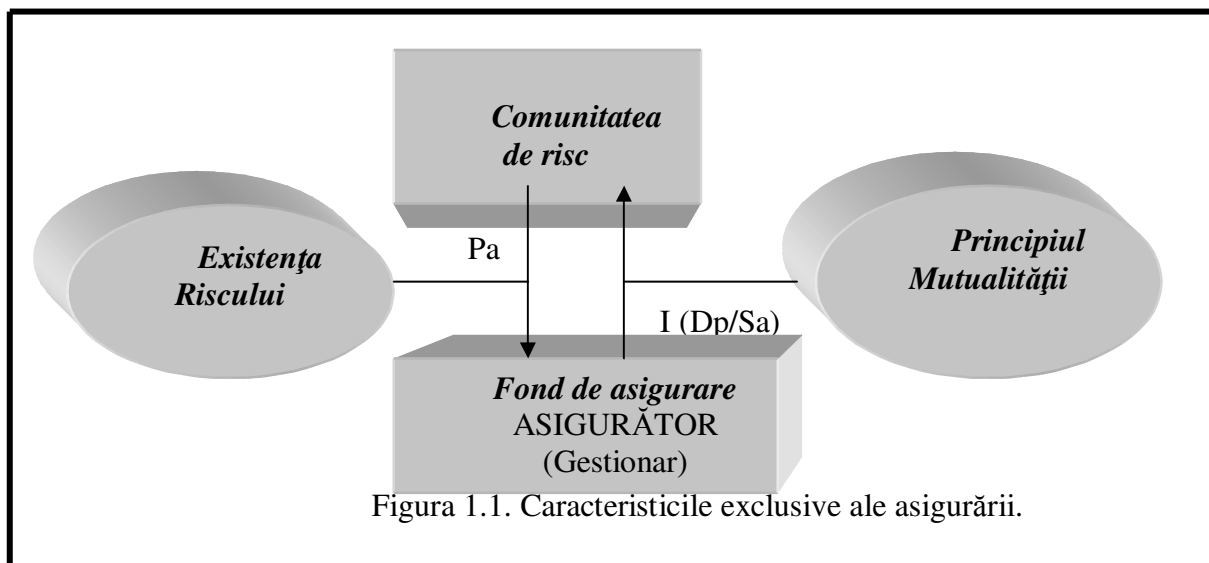 Comunitatea
de risc
Existenţa
Riscului
Pa
Principiul
Mutualităţii
I (Dp/Sa)
Fond de asigurare
ASIGURĂTOR
(Gestionar)
Figura 1.1. Caracteristicile exclusive ale asigurării.